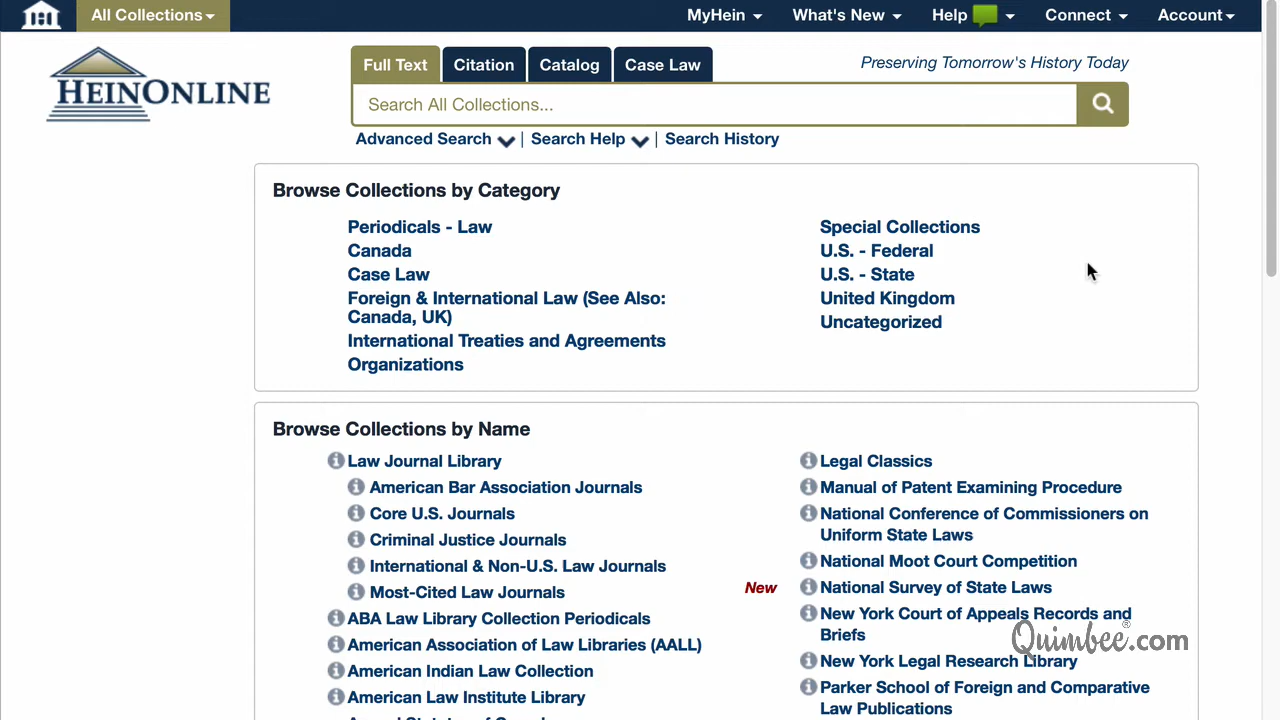 All Collections
MyHein
What's New
Help
Connect
Account
HEINONLINE
Full Text
Citation
Catalog
Case Law
Preserving Tomorrow's History Today
Search All Collections...
Advanced Search | Search Help | Search History
Browse Collections by Category
Periodicals - Law
Canada
Case Law
Foreign & International Law (See Also:
Canada, UK)
International Treaties and Agreements
Organizations
Special Collections
U.S. - Federal
U.S. - State
United Kingdom
Uncategorized
Browse Collections by Name
Law Journal Library
American Bar Association Journals
Core U.S. Journals
Criminal Justice Journals
International & Non-U.S. Law Journals
Most-Cited Law Journals
ABA Law Library Collection Periodicals
American Association of Law Libraries (AALL)
American Indian Law Collection
American Law Institute Library
Legal Classics
Manual of Patent Examining Procedure
National Conference of Commissioners on
Uniform State Laws
National Moot Court Competition
New National Survey of State Laws
New York Court of Appeals Records and
Briefs
New York Legal Research Library
Parker School of Foreign and Comparative
Law Publications
Quimbee®.com